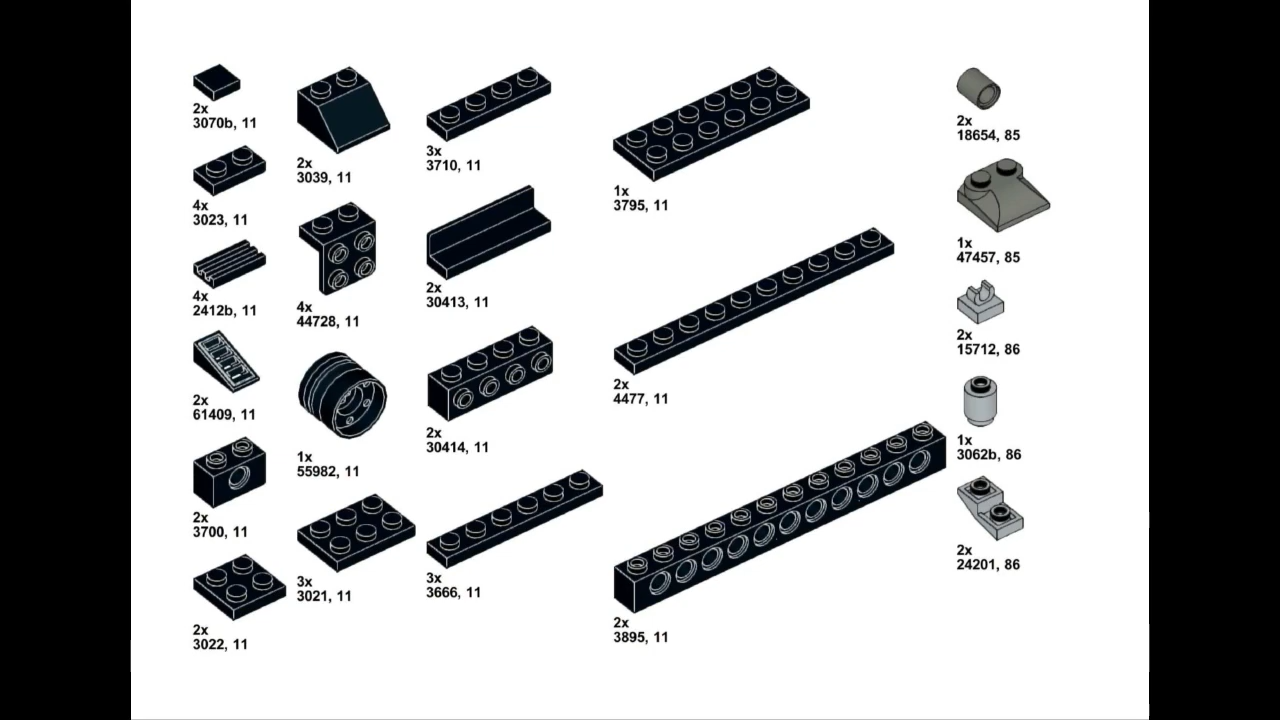 2x
3070b, 11
4x
3023, 11
4x
2412b, 11
2x
61409, 11
2x
3700, 11
2x
3022, 11
2x
3039, 11
4x
44728, 11
1x
55982, 11
3x
3021, 11
3x
3710, 11
2x
30413, 11
2x
30414, 11
3x
3666, 11
1x
3795, 11
2x
4477, 11
2x
3895, 11
2x
18654, 85
1x
47457, 85
2x
15712, 86
1x
3062b, 86
2x
24201, 86